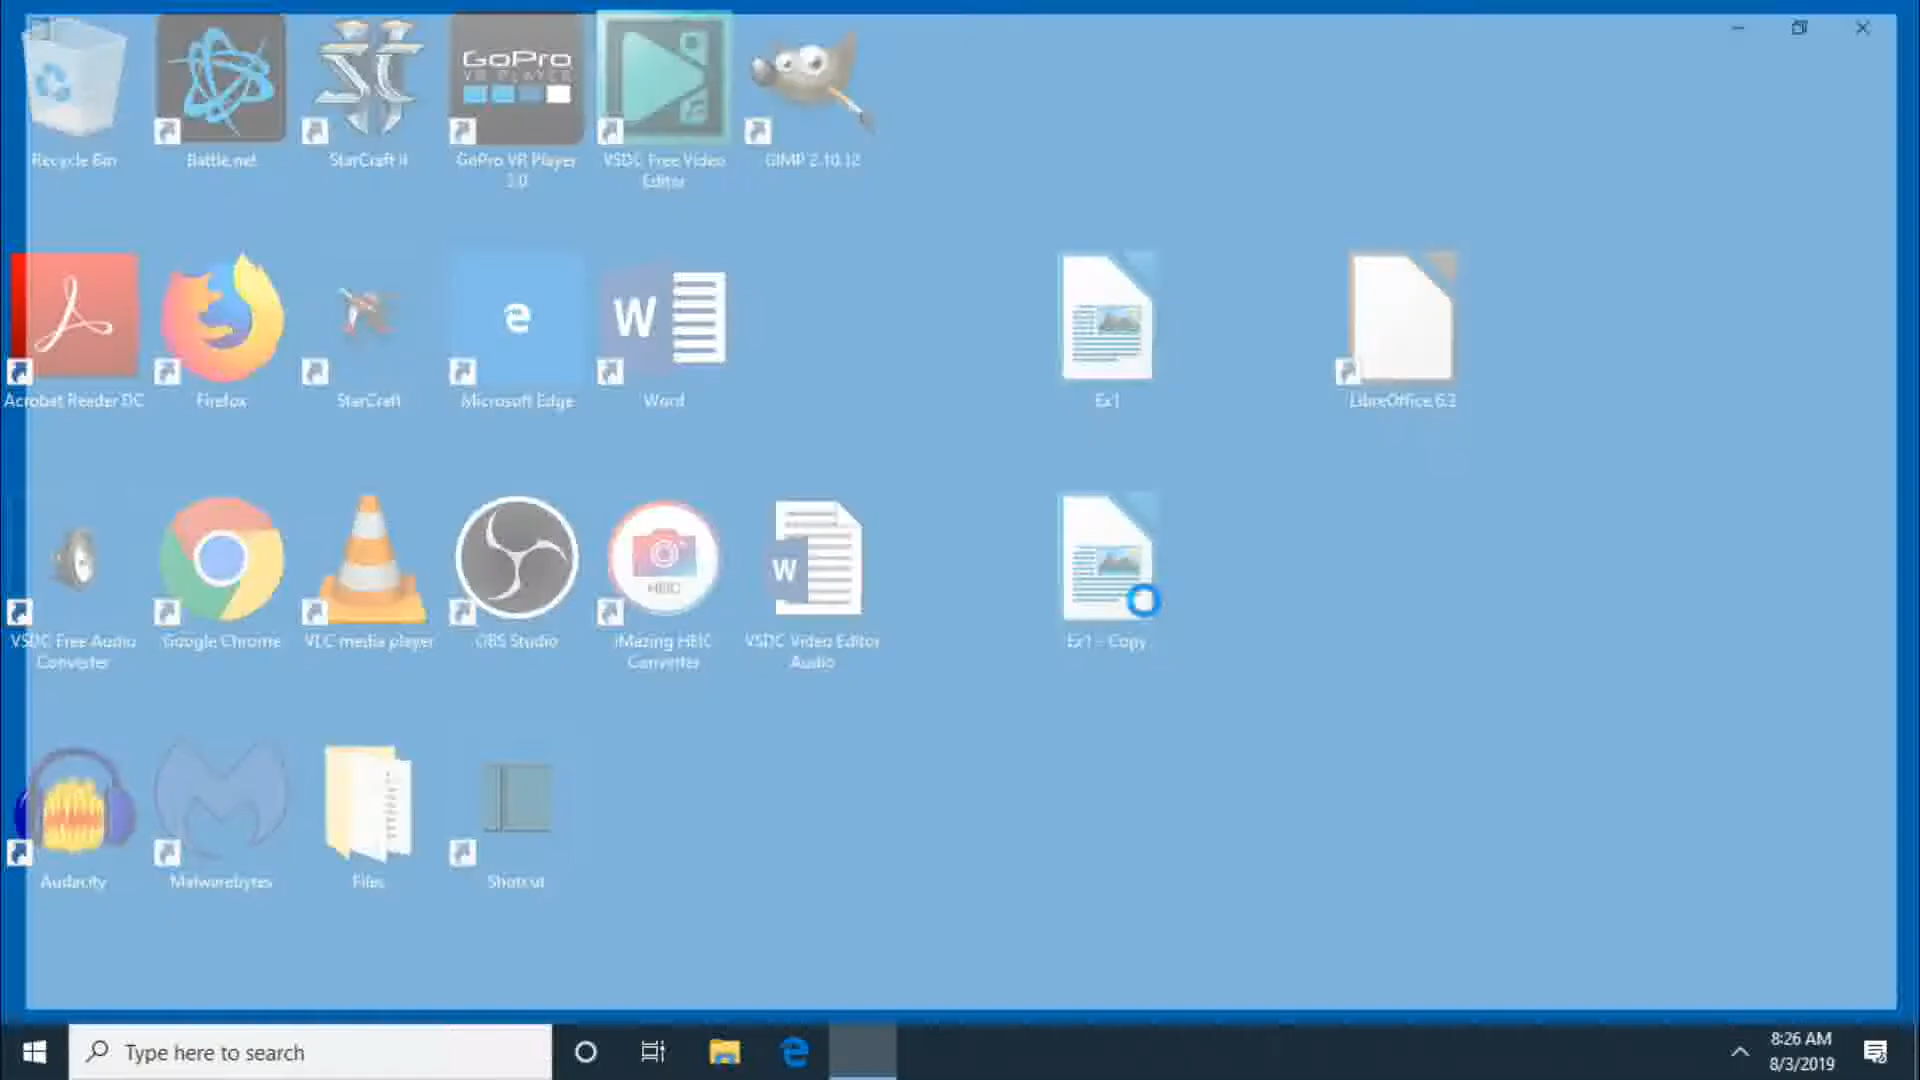 Recycle Bin
Battle.net
StarCraft II
GoPro VR Player
3.0
VSDC Free Video
Editor
GIMP 2.10.12
GoPro
VR PLAYER
Acrobat Reader DC
Firefox
StarCraft
e
Microsoft Edge
W
Word
Ex1
LibreOffice 6.2
VSDC Free Audio
Converter
Google Chrome
VLC media player
OBS Studio
HEIC
iMazing HEIC
Converter
W
VSDC Video Editor
Audio
Ex1 - Copy
Audacity
Malwarebytes
Files
Shotcut
Type here to search
8:26 AM
8/3/2019